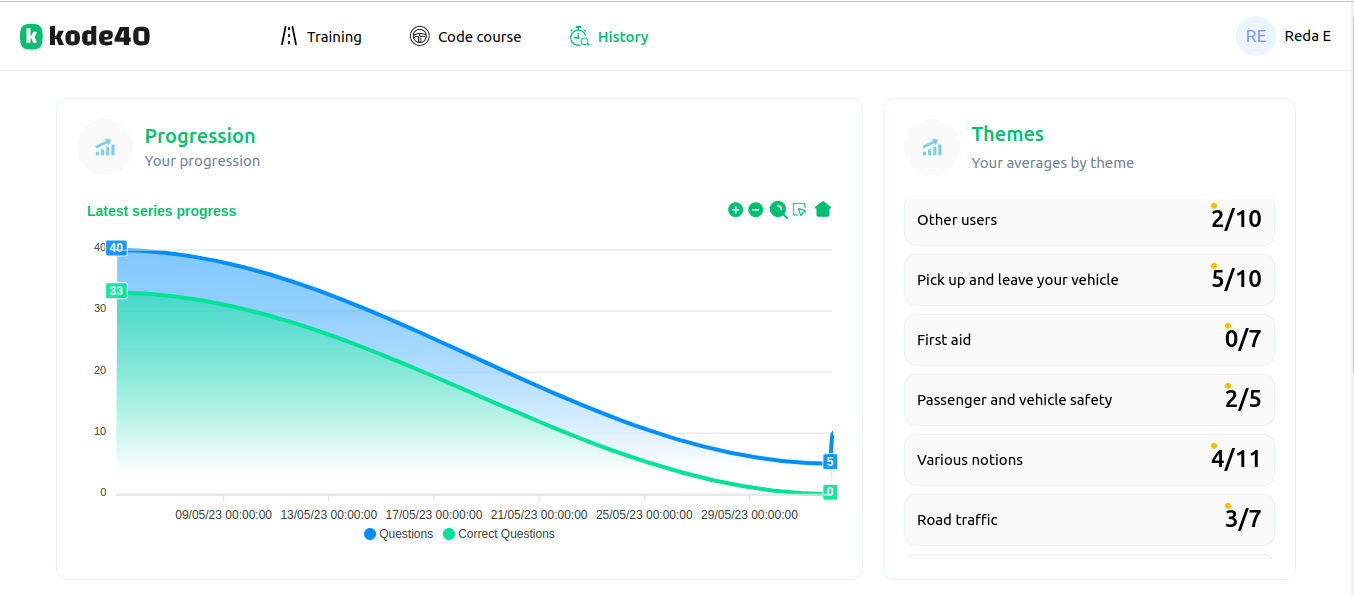 k kode40
Training
Code course
History
RE
Reda E
Progression
Your progression
Latest series progress
40
30
20
10
0
40
33
5
0
09/05/23 00:00:00 13/05/23 00:00:00 17/05/23 00:00:00 21/05/23 00:00:00 25/05/23 00:00:00 29/05/23 00:00:00
Questions Correct Questions
Themes
Your averages by theme
Other users 2/10
Pick up and leave your vehicle 5/10
First aid 0/7
Passenger and vehicle safety 2/5
Various notions 4/11
Road traffic 3/7